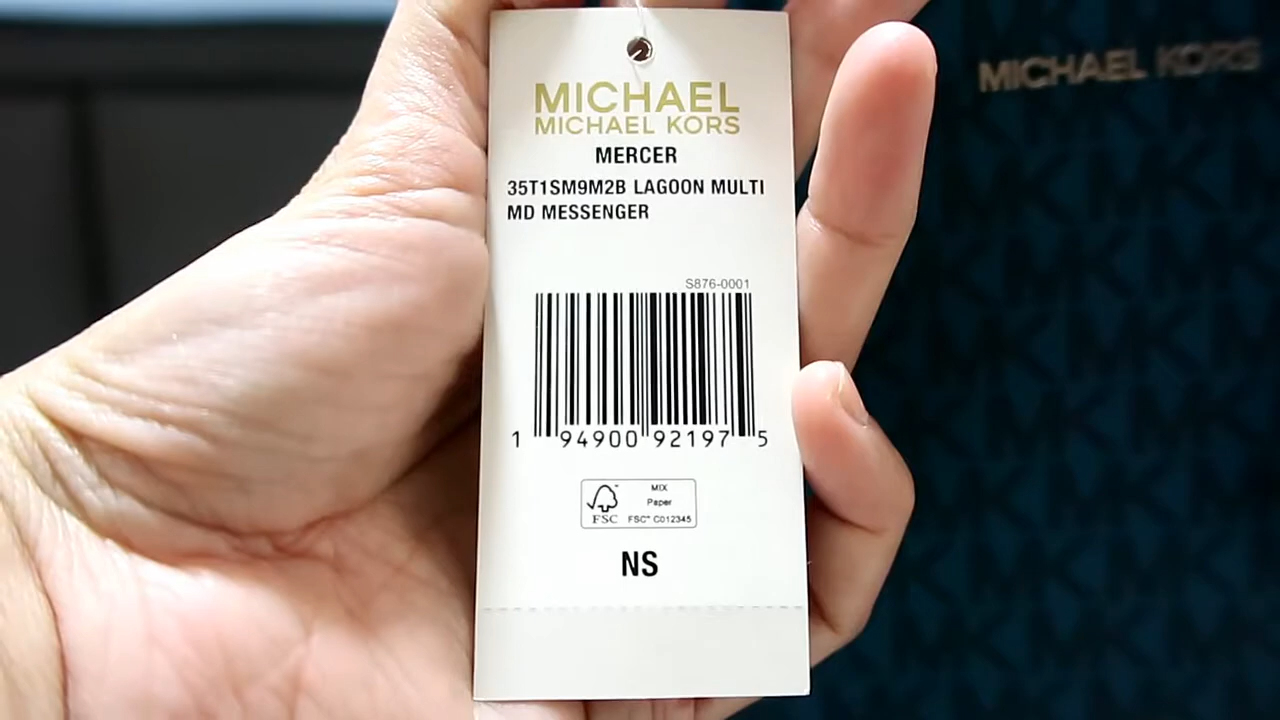 MICHAEL
MICHAEL KORS
MERCER
35T1SM9M2B LAGOON MULTI
MD MESSENGER
S876-0001
1 94900 92197 5
FSC
MIX
Paper
FSC™ C012345
NS
MICHAEL KORS